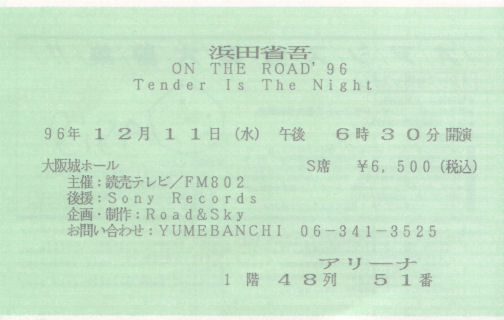 浜田省吾
ON THE ROAD'96
Tender Is The Night
96年 12月 11日 (水) 午後 6時 30分 開演
大阪城ホール S席 ￥6,500 (税込)
主催：読売テレビ／FM802
後援：Sony Records
企画・制作：Road&Sky
お問い合わせ：YUMEBANCHI 06-341-3525
アリーナ
1 階 48列 51番